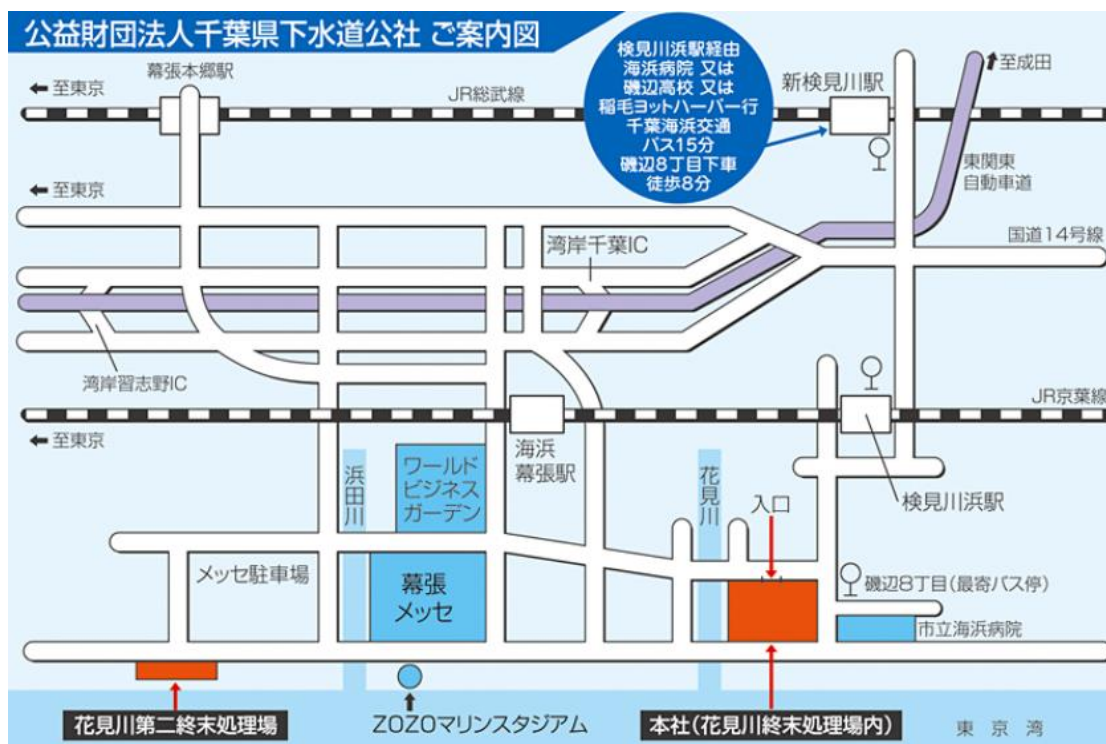 公益財団法人千葉県下水道公社 ご案内図
検見川浜駅経由
海浜病院 又は
磯辺高校 又は
稲毛ヨットハーバー行
千葉海浜交通
バス15分
磯辺8丁目下車
徒歩8分
幕張本郷駅
新検見川駅
至成田
至東京
JR総武線
東関東
自動車道
至東京
国道14号線
湾岸千葉IC
湾岸習志野IC
JR京葉線
至東京
海浜
幕張駅
検見川浜駅
浜田川
ワールド
ビジネス
ガーデン
花見川
入口
メッセ駐車場
幕張
メッセ
磯辺8丁目(最寄バス停)
市立海浜病院
花見川第二終末処理場
ZOZOマリンスタジアム
本社(花見川終末処理場内)
東京湾